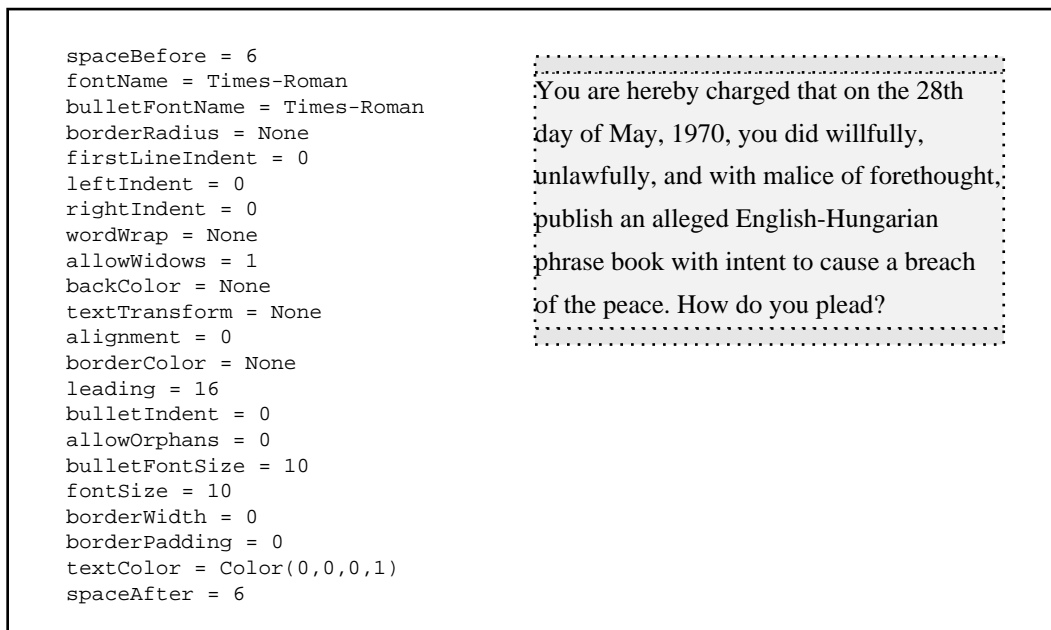 spaceBefore = 6
fontName = Times-Roman
bulletFontName = Times-Roman
borderRadius = None
firstLineIndent = 0
leftIndent = 0
rightIndent = 0
wordWrap = None
allowWidows = 1
backColor = None
textTransform = None
alignment = 0
borderColor = None
leading = 16
bulletIndent = 0
allowOrphans = 0
bulletFontSize = 10
fontSize = 10
borderWidth = 0
borderPadding = 0
textColor = Color(0,0,0,1)
spaceAfter = 6
You are hereby charged that on the 28th
day of May, 1970, you did willfully,
unlawfully, and with malice of forethought,
publish an alleged English-Hungarian
phrase book with intent to cause a breach
of the peace. How do you plead?